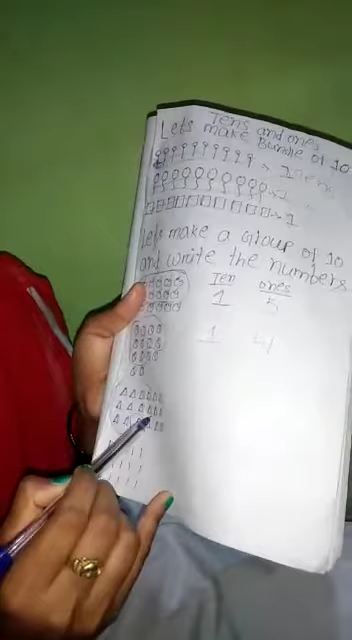 Tens and ones
Lets make Bundle of 10
= 1 Tens
= 1
= 1
Lets make a Group of 10
and write the numbers
Ten ones
1 5
1 4